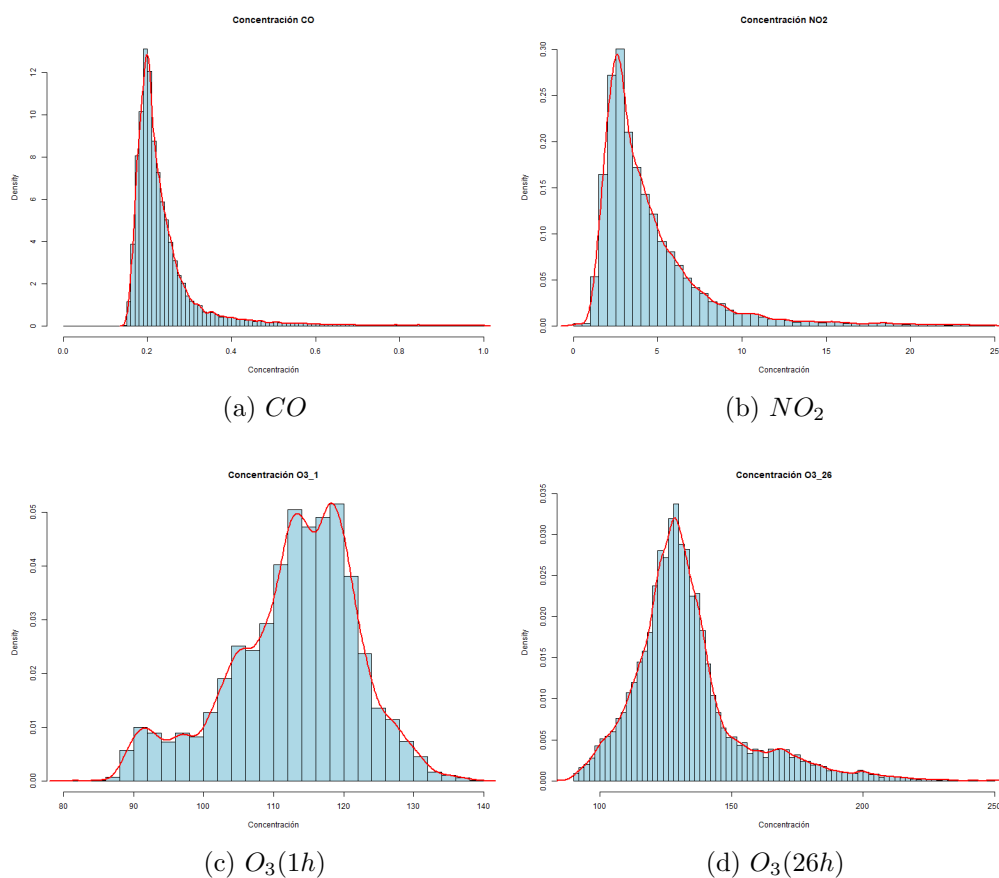 Concentración CO
Density
0 2 4 6 8 10 12
0.0 0.2 0.4 0.6 0.8 1.0
Concentración
(a) CO
Concentración NO2
Density
0.00 0.05 0.10 0.15 0.20 0.25 0.30
0 5 10 15 20 25
Concentración
(b) NO₂
Concentración O3_1
Density
0.00 0.01 0.02 0.03 0.04 0.05
80 90 100 110 120 130 140
Concentración
(c) O₃(1h)
Concentración O3_26
Density
0.000 0.005 0.010 0.015 0.020 0.025 0.030 0.035
100 150 200 250
Concentración
(d) O₃(26h)